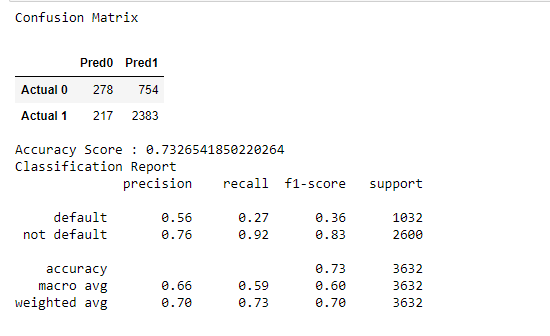 Confusion Matrix
Pred0 Pred1
Actual 0 278 754
Actual 1 217 2383
Accuracy Score : 0.7326541850220264
Classification Report
precision recall f1-score support
default 0.56 0.27 0.36 1032
not default 0.76 0.92 0.83 2600
accuracy 0.73 3632
macro avg 0.66 0.59 0.60 3632
weighted avg 0.70 0.73 0.70 3632